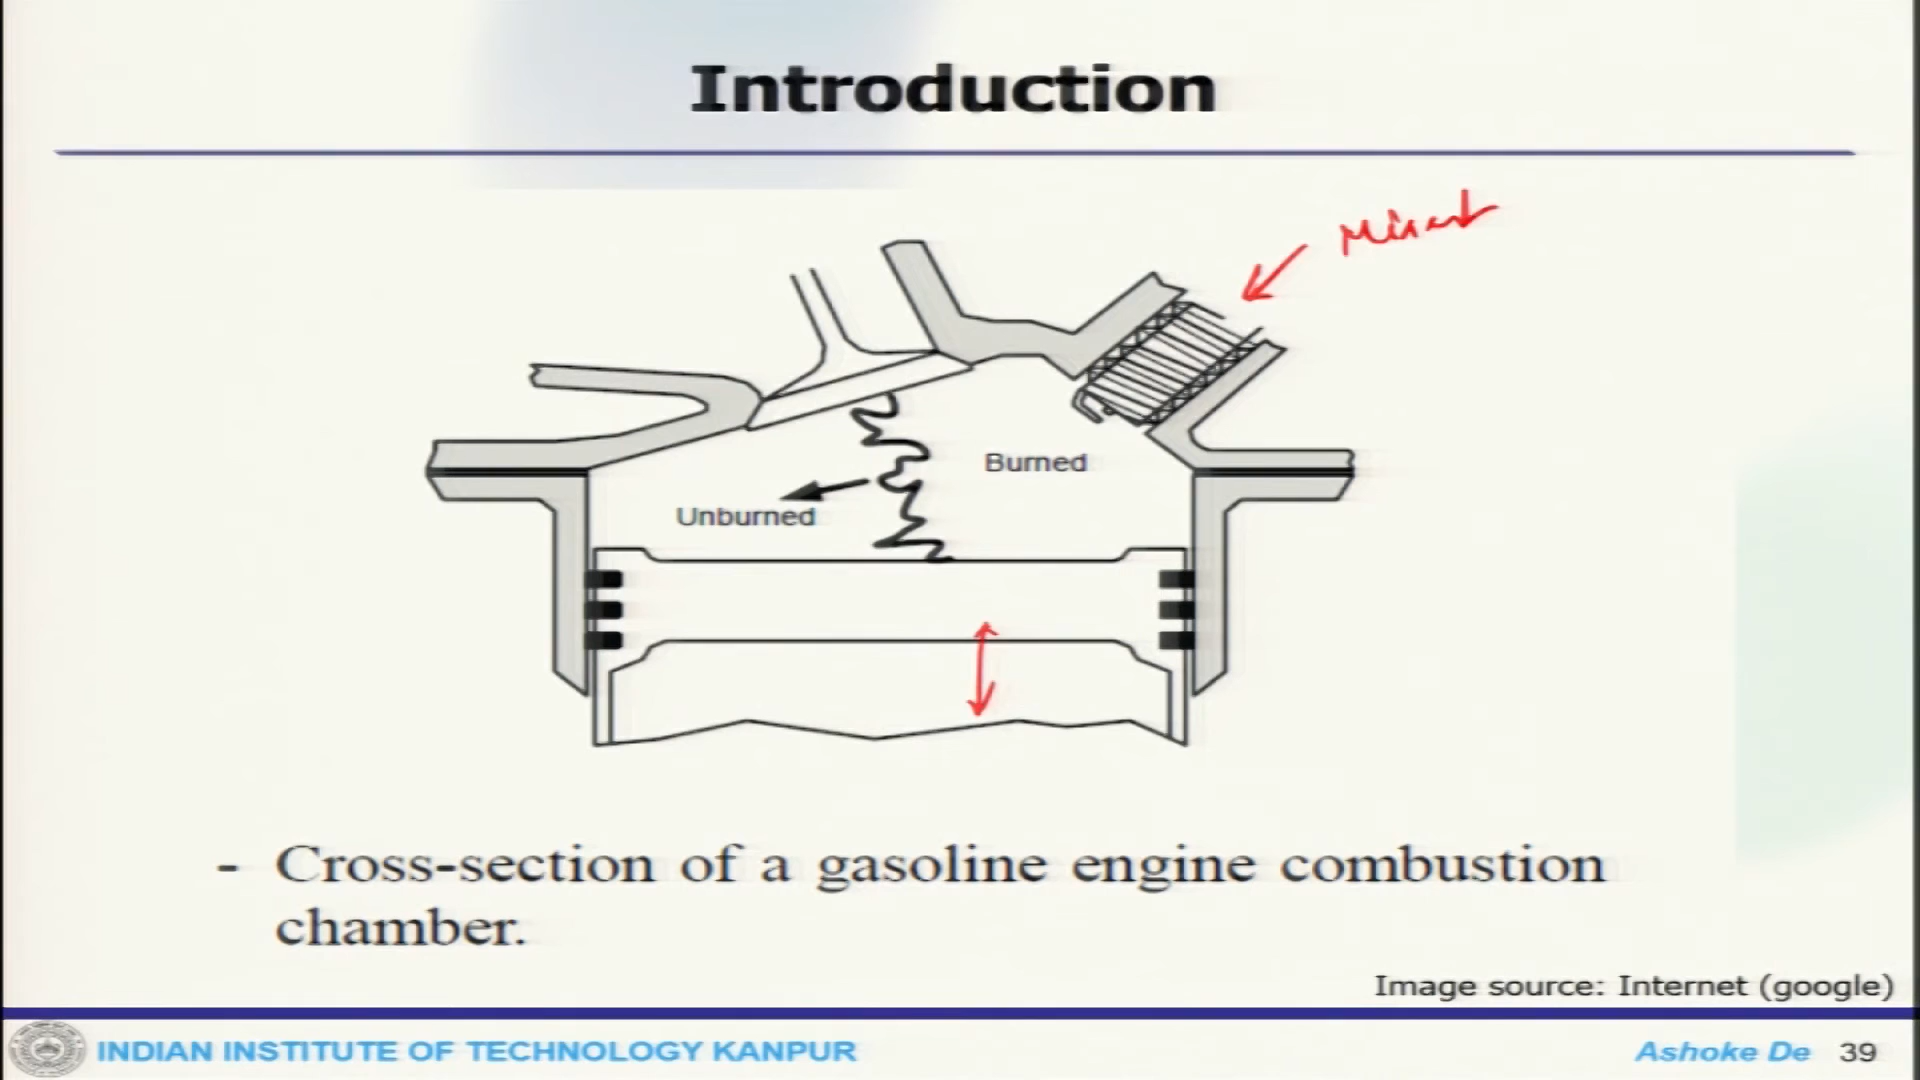 Introduction
Burned
Unburned
- Cross-section of a gasoline engine combustion
chamber.
Image source: Internet (google)
INDIAN INSTITUTE OF TECHNOLOGY KANPUR
Ashoke De 39